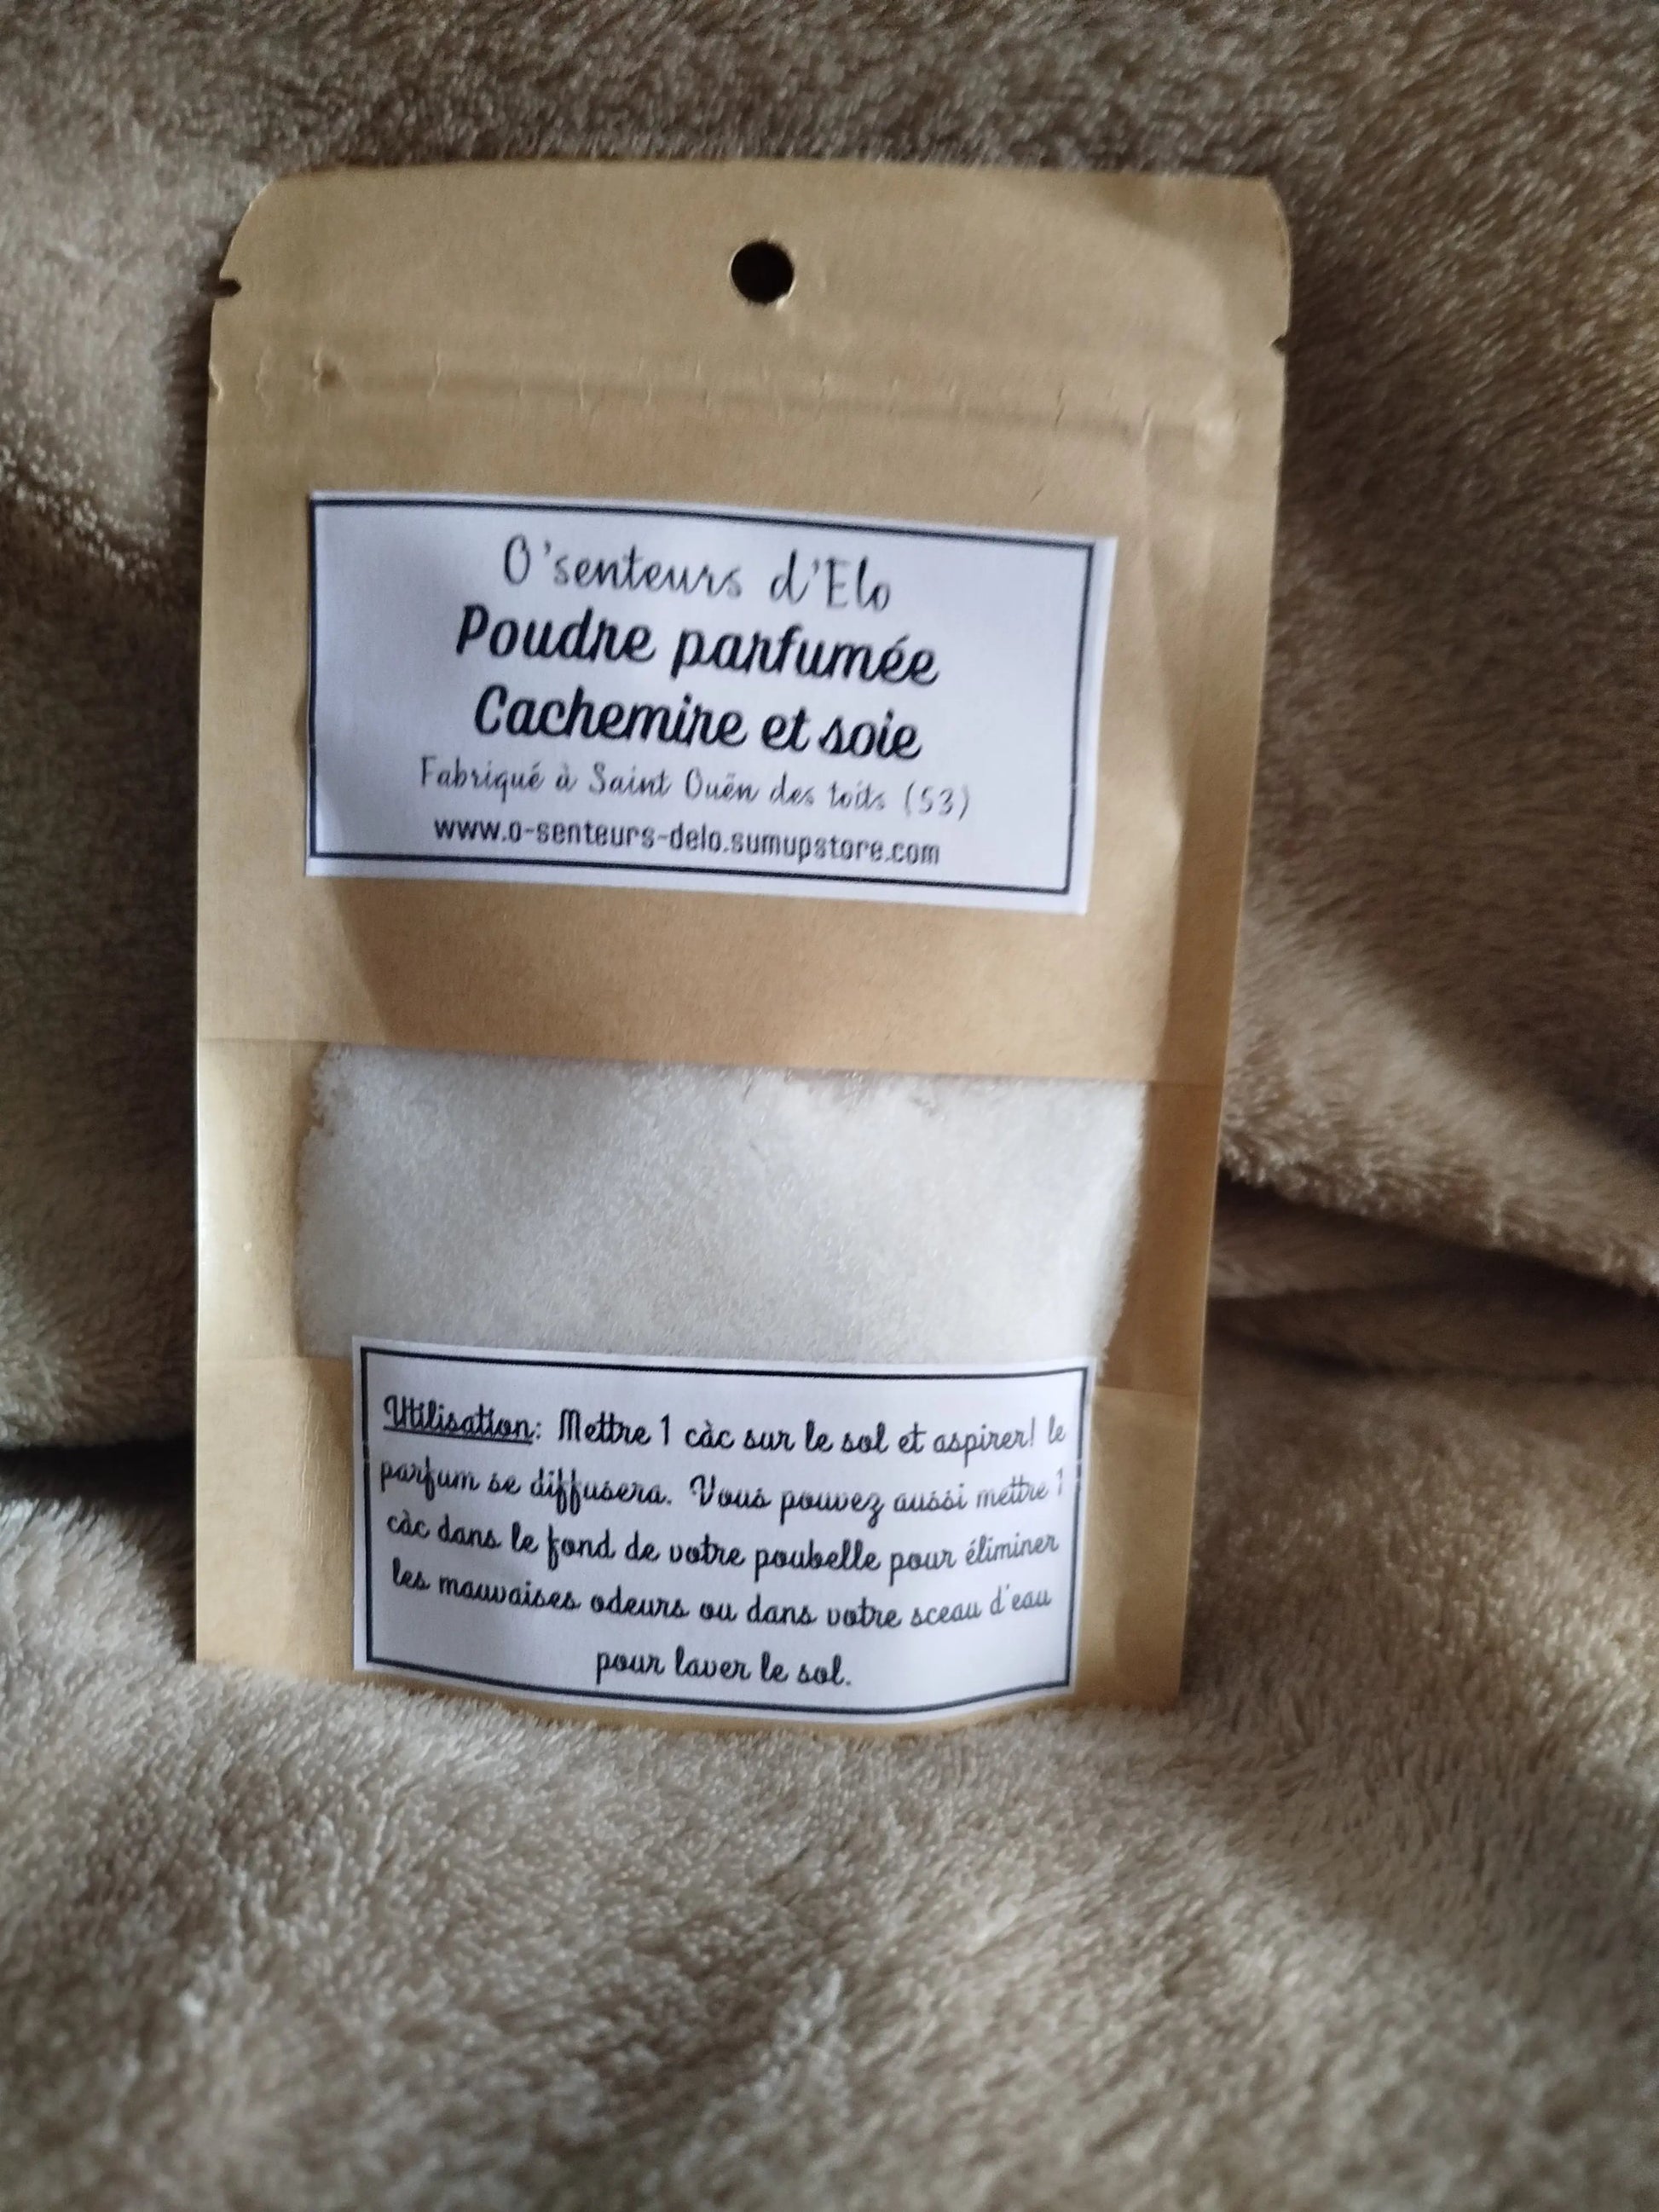 O'senteurs d'Elo
Poudre parfumée
Cachemire et soie
Fabriqué à Saint Ouën des toits (53)
www.o-senteurs-delo.sumupstore.com
Utilisation: Mettre 1 càc sur le sol et aspirer! le
parfum se diffusera. Vous pouvez aussi mettre 1
càc dans le fond de votre poubelle pour éliminer
les mauvaises odeurs ou dans votre sceau d'eau
pour laver le sol.